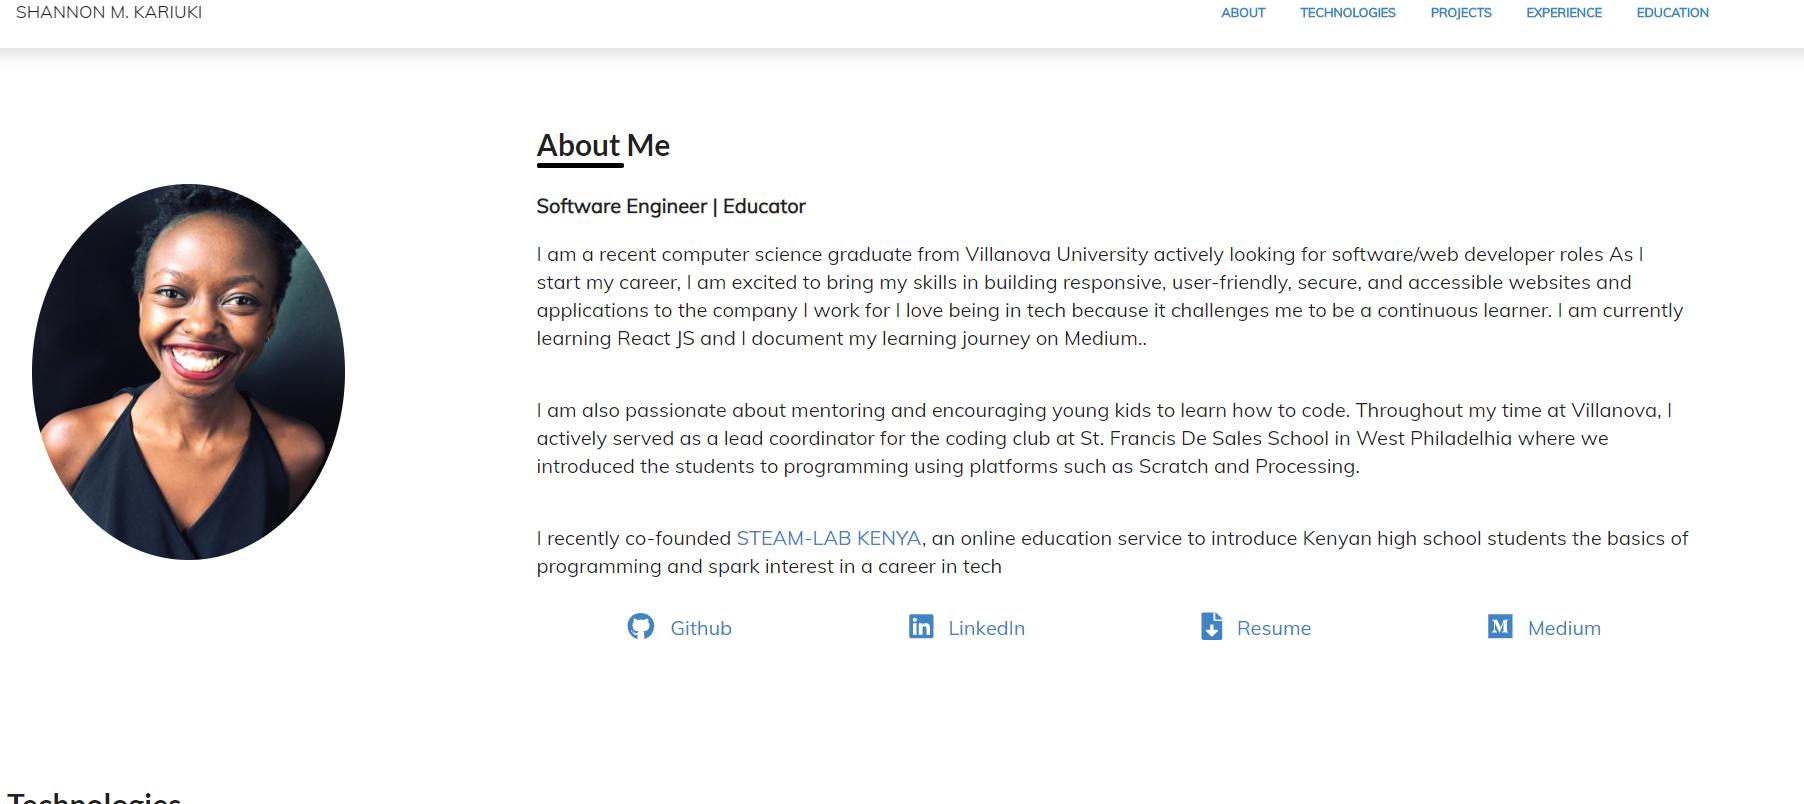 SHANNON M. KARIUKI
ABOUT TECHNOLOGIES PROJECTS EXPERIENCE EDUCATION
About Me
Software Engineer | Educator
I am a recent computer science graduate from Villanova University actively looking for software/web developer roles As I
start my career, I am excited to bring my skills in building responsive, user-friendly, secure, and accessible websites and
applications to the company I work for I love being in tech because it challenges me to be a continuous learner. I am currently
learning React JS and I document my learning journey on Medium..
I am also passionate about mentoring and encouraging young kids to learn how to code. Throughout my time at Villanova, I
actively served as a lead coordinator for the coding club at St. Francis De Sales School in West Philadelhia where we
introduced the students to programming using platforms such as Scratch and Processing.
I recently co-founded STEAM-LAB KENYA, an online education service to introduce Kenyan high school students the basics of
programming and spark interest in a career in tech
Github LinkedIn Resume Medium
Technologies